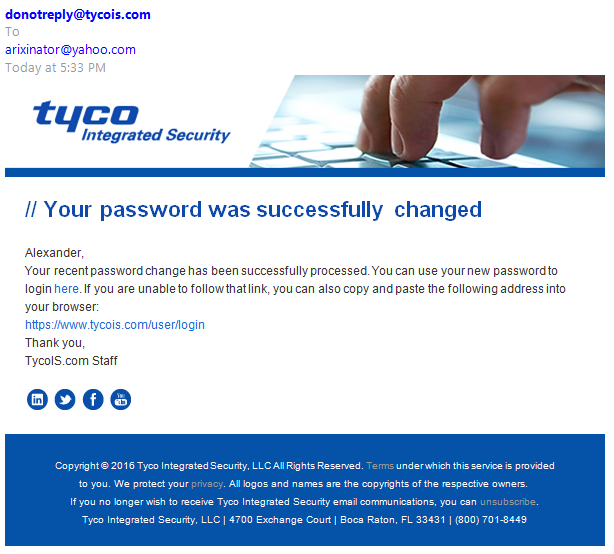 donotreply@tycois.com
To
arixinator@yahoo.com
Today at 5:33 PM
tyco
Integrated Security
// Your password was successfully changed
Alexander,
Your recent password change has been successfully processed. You can use your new password to
login here. If you are unable to follow that link, you can also copy and paste the following address into
your browser:
https://www.tycois.com/user/login
Thank you,
TycoIS.com Staff
in f You Tube
Copyright © 2016 Tyco Integrated Security, LLC All Rights Reserved. Terms under which this service is provided
to you. We protect your privacy. All logos and names are the copyrights of the respective owners.
If you no longer wish to receive Tyco Integrated Security email communications, you can unsubscribe.
Tyco Integrated Security, LLC | 4700 Exchange Court | Boca Raton, FL 33431 | (800) 701-8449